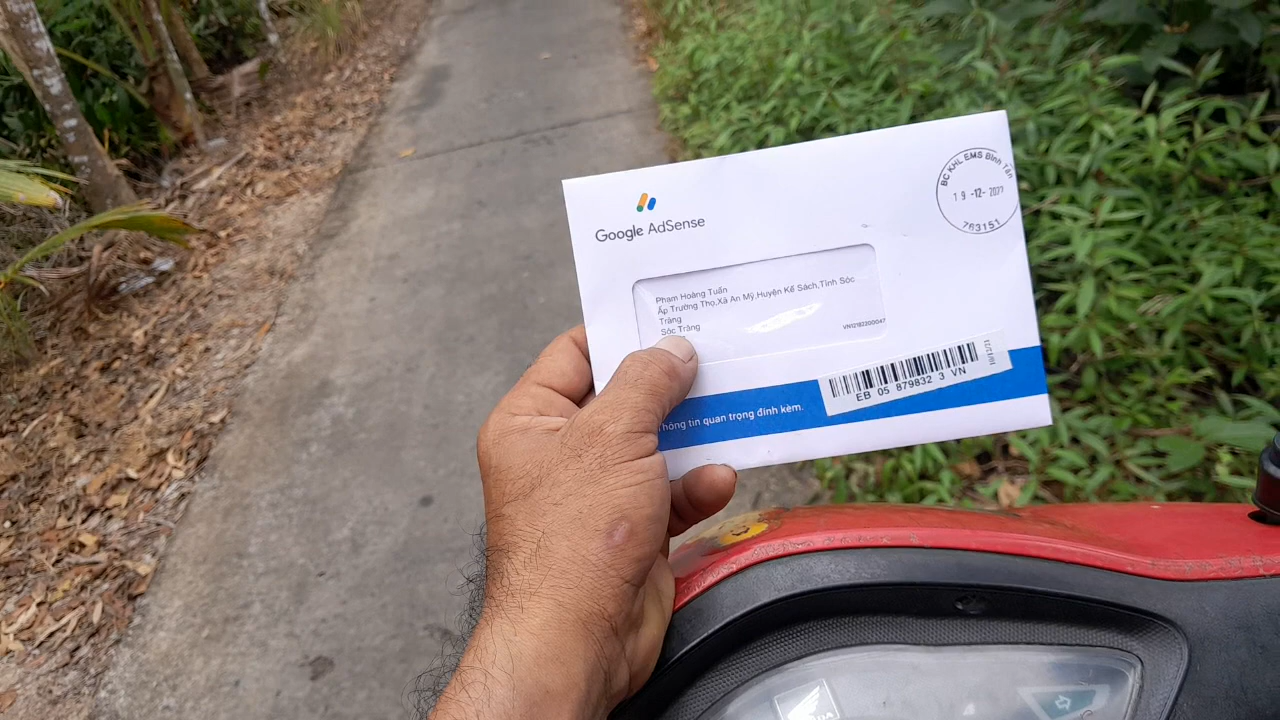 Google AdSense
BC KHL EMS Bình Tân
19 -12- 2022
763151
Phạm Hoàng Tuấn
Ấp Trường Thọ,Xã An Mỹ,Huyện Kế Sách,Tỉnh Sóc
Trăng
Sóc Trăng
VN12182200047
EB 05 879832 3 VN
Thông tin quan trọng đính kèm.